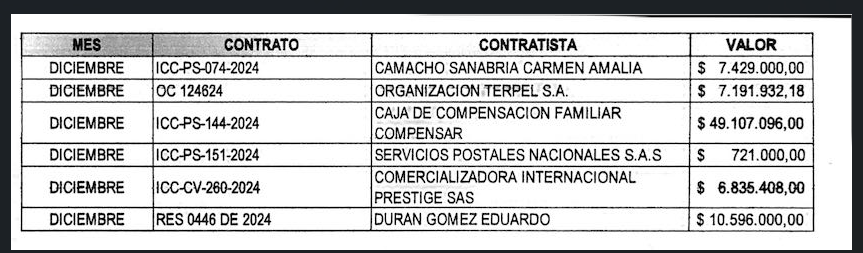 MES CONTRATO CONTRATISTA VALOR
DICIEMBRE ICC-PS-074-2024 CAMACHO SANABRIA CARMEN AMALIA $ 7.429.000,00
DICIEMBRE OC 124624 ORGANIZACION TERPEL S.A. $ 7.191.932,18
DICIEMBRE ICC-PS-144-2024 CAJA DE COMPENSACION FAMILIAR
COMPENSAR $ 49.107.096,00
DICIEMBRE ICC-PS-151-2024 SERVICIOS POSTALES NACIONALES S.A.S $ 721.000,00
DICIEMBRE ICC-CV-260-2024 COMERCIALIZADORA INTERNACIONAL
PRESTIGE SAS $ 6.835.408,00
DICIEMBRE RES 0446 DE 2024 DURAN GOMEZ EDUARDO $ 10.596.000,00